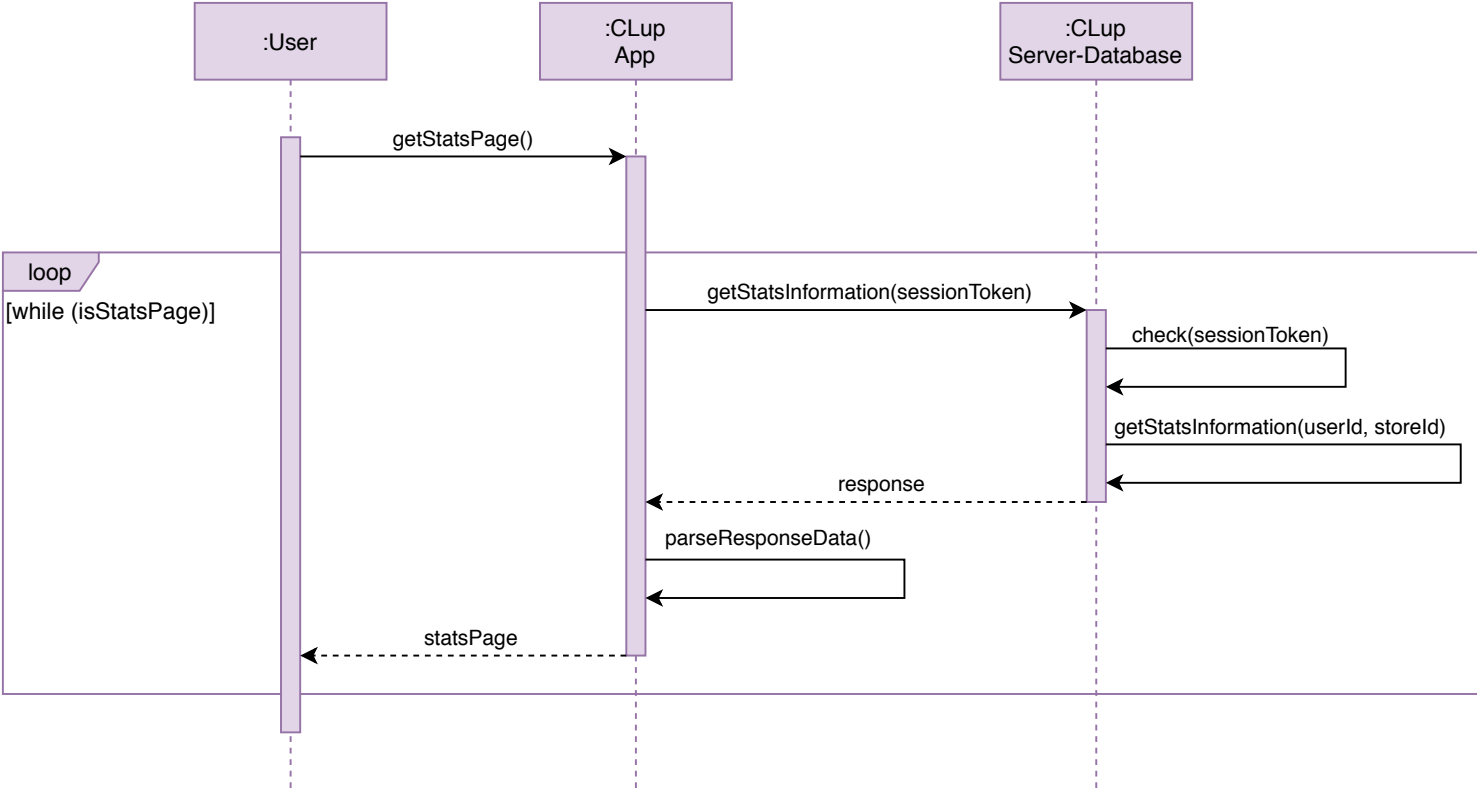 :User
:CLup
App
:CLup
Server-Database
getStatsPage()
loop
[while (isStatsPage)]
getStatsInformation(sessionToken)
check(sessionToken)
getStatsInformation(userId, storeId)
response
parseResponseData()
statsPage